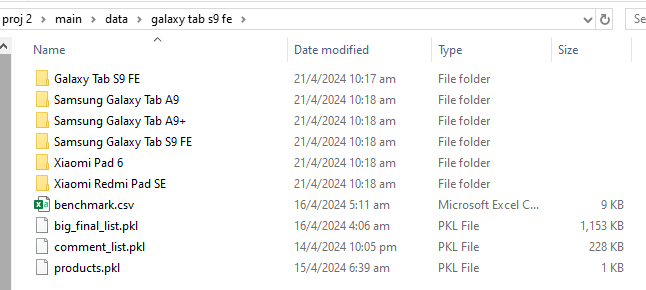 proj 2 > main > data > galaxy tab s9 fe
Se
Name Date modified Type Size
Galaxy Tab S9 FE 21/4/2024 10:17 am File folder
Samsung Galaxy Tab A9 21/4/2024 10:18 am File folder
Samsung Galaxy Tab A9+ 21/4/2024 10:18 am File folder
Samsung Galaxy Tab S9 FE 21/4/2024 10:18 am File folder
Xiaomi Pad 6 21/4/2024 10:18 am File folder
Xiaomi Redmi Pad SE 21/4/2024 10:18 am File folder
benchmark.csv 16/4/2024 5:11 am Microsoft Excel C... 9 KB
big_final_list.pkl 16/4/2024 4:06 am PKL File 1,153 KB
comment_list.pkl 14/4/2024 10:05 pm PKL File 228 KB
products.pkl 15/4/2024 6:39 am PKL File 1 KB